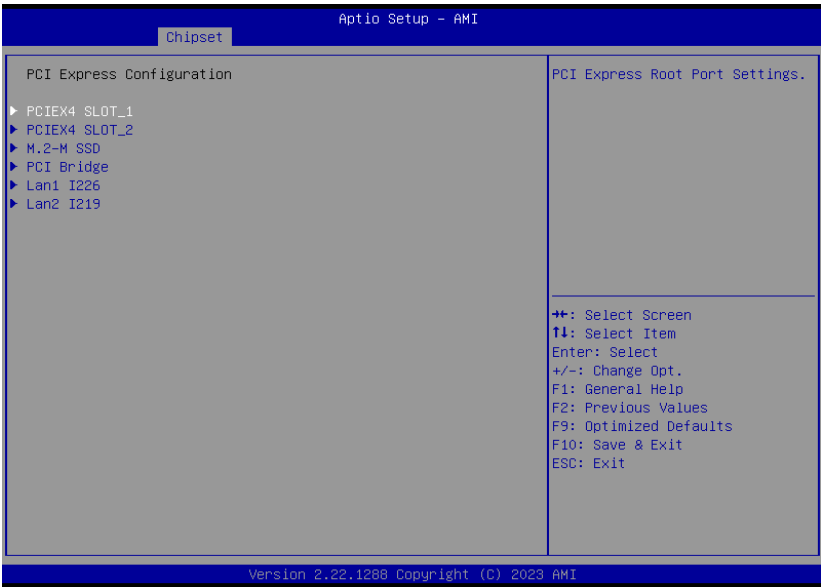 Aptio Setup – AMI
Chipset
PCI Express Configuration
PCIEX4 SLOT_1
PCIEX4 SLOT_2
M.2-M SSD
PCI Bridge
Lan1 I226
Lan2 I219
PCI Express Root Port Settings.
→←: Select Screen
↑↓: Select Item
Enter: Select
+/-: Change Opt.
F1: General Help
F2: Previous Values
F9: Optimized Defaults
F10: Save & Exit
ESC: Exit
Version 2.22.1288 Copyright (C) 2023 AMI